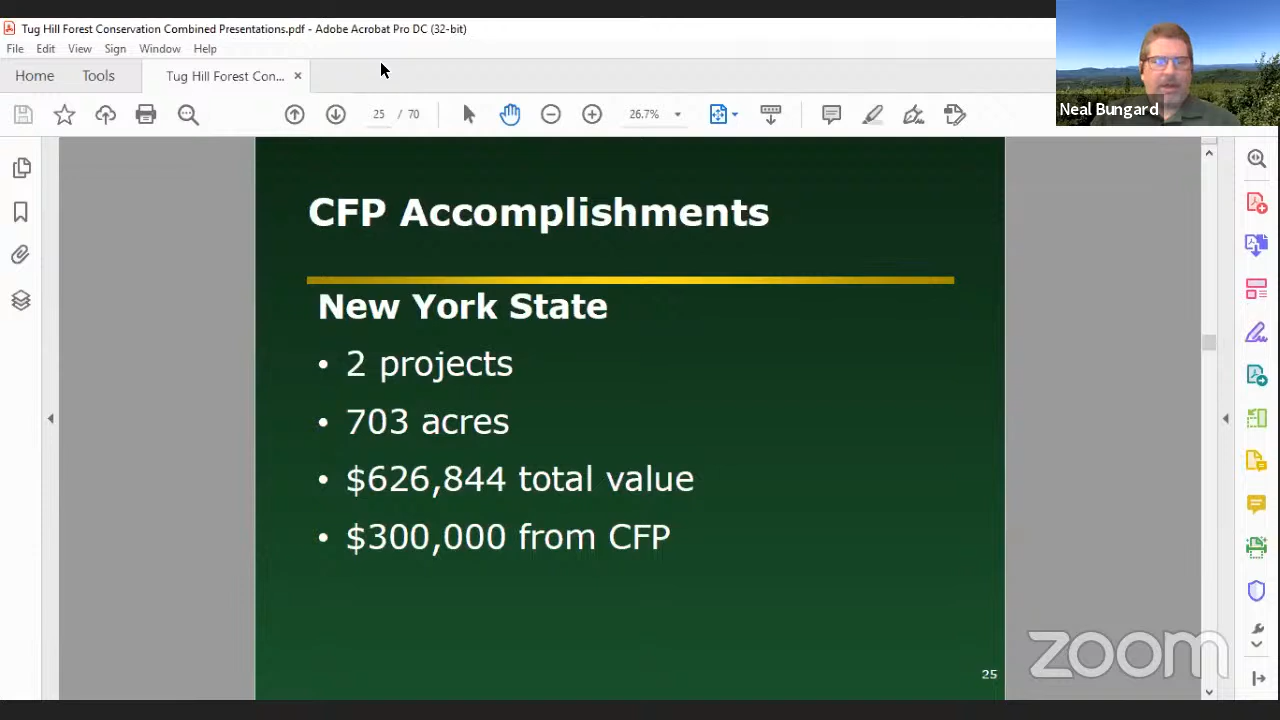 Tug Hill Forest Conservation Combined Presentations.pdf - Adobe Acrobat Pro DC (32-bit)
File Edit View Sign Window Help
Home Tools Tug Hill Forest Con... ×
25 / 70 26.7%
Neal Bungard
CFP Accomplishments
New York State
• 2 projects
• 703 acres
• $626,844 total value
• $300,000 from CFP
25
zoom